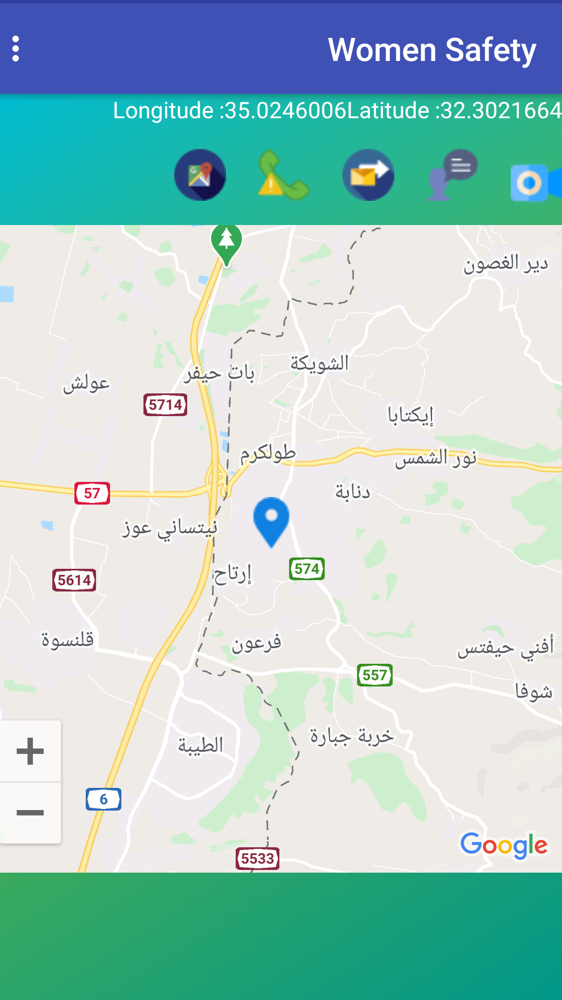 Women Safety
Longitude :35.0246006Latitude :32.3021664
دير الغصون
الشويكة
بات حيفر
عولش
5714
إيكتابا
طولكرم
نور الشمس
57
دنابة
نيتساني عوز
574
إرتاح
5614
قلنسوة
فرعون
أفني حيفتس
557
شوفا
خربة جبارة
الطيبة
6
Google
5533